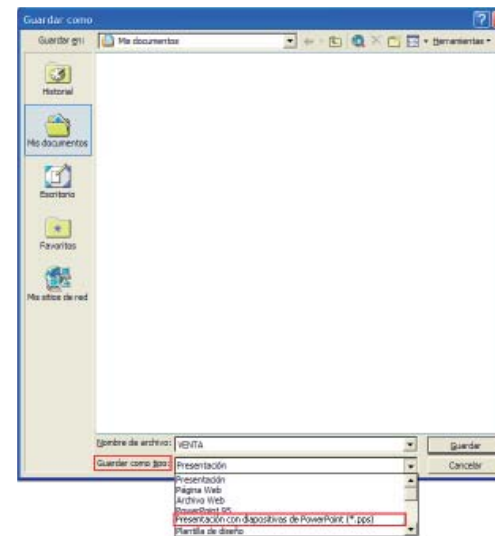 Guardar como
Guardar en: Mis documentos Herramientas
Historial
Mis documentos
Escritorio
Favoritos
Mis sitios de red
Nombre de archivo: VENTA Guardar
Guardar como tipo: Presentación Cancelar
Presentación
Página Web
Archivo Web
PowerPoint 95
Presentación con diapositivas de PowerPoint (*.pps)
Plantilla de diseño